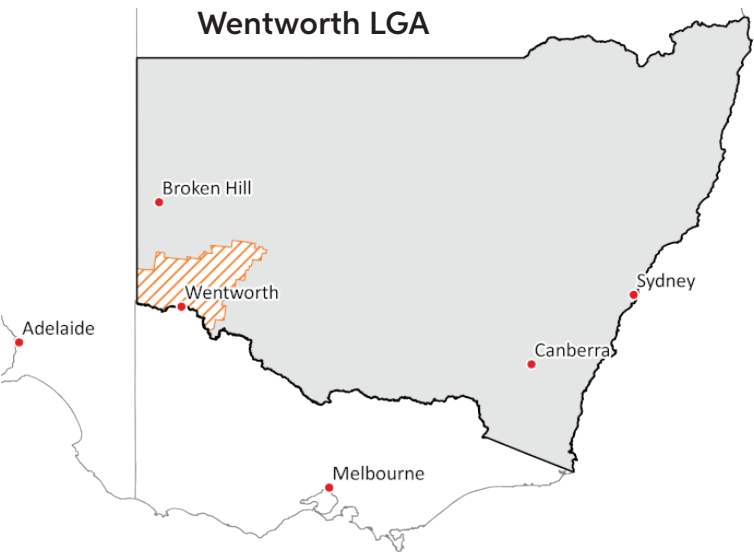 Wentworth LGA
Broken Hill
Wentworth
Sydney
Adelaide
Canberra
Melbourne